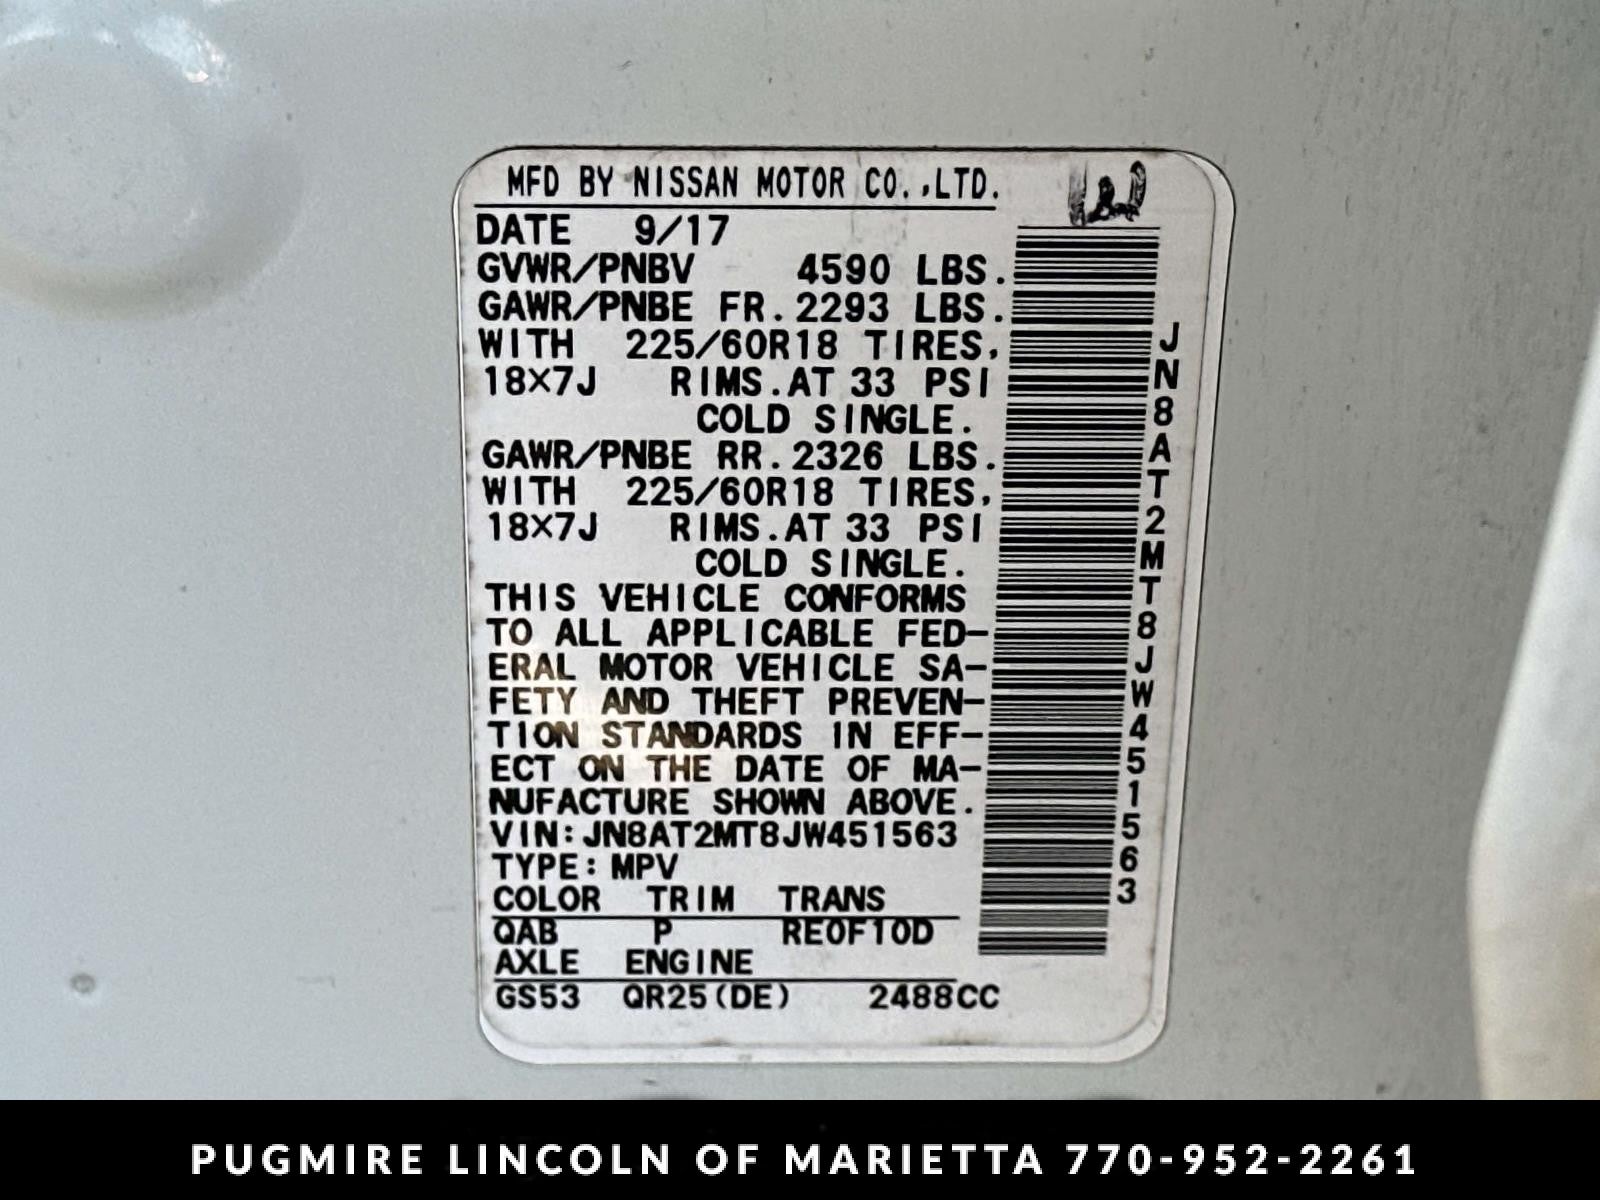 MFD BY NISSAN MOTOR CO.,LTD.
DATE 9/17
GVWR/PNBV 4590 LBS.
GAWR/PNBE FR. 2293 LBS.
WITH 225/60R18 TIRES,
18×7J RIMS.AT 33 PSI
COLD SINGLE.
GAWR/PNBE RR. 2326 LBS.
WITH 225/60R18 TIRES,
18×7J RIMS.AT 33 PSI
COLD SINGLE.
THIS VEHICLE CONFORMS
TO ALL APPLICABLE FED-
ERAL MOTOR VEHICLE SA-
FETY AND THEFT PREVEN-
TION STANDARDS IN EFF-
ECT ON THE DATE OF MA-
NUFACTURE SHOWN ABOVE.
VIN:JN8AT2MT8JW451563
TYPE:MPV
COLOR TRIM TRANS
QAB P RE0F10D
AXLE ENGINE
GS53 QR25(DE) 2488CC
JN8AT2MT8JW451563
PUGMIRE LINCOLN OF MARIETTA 770-952-2261